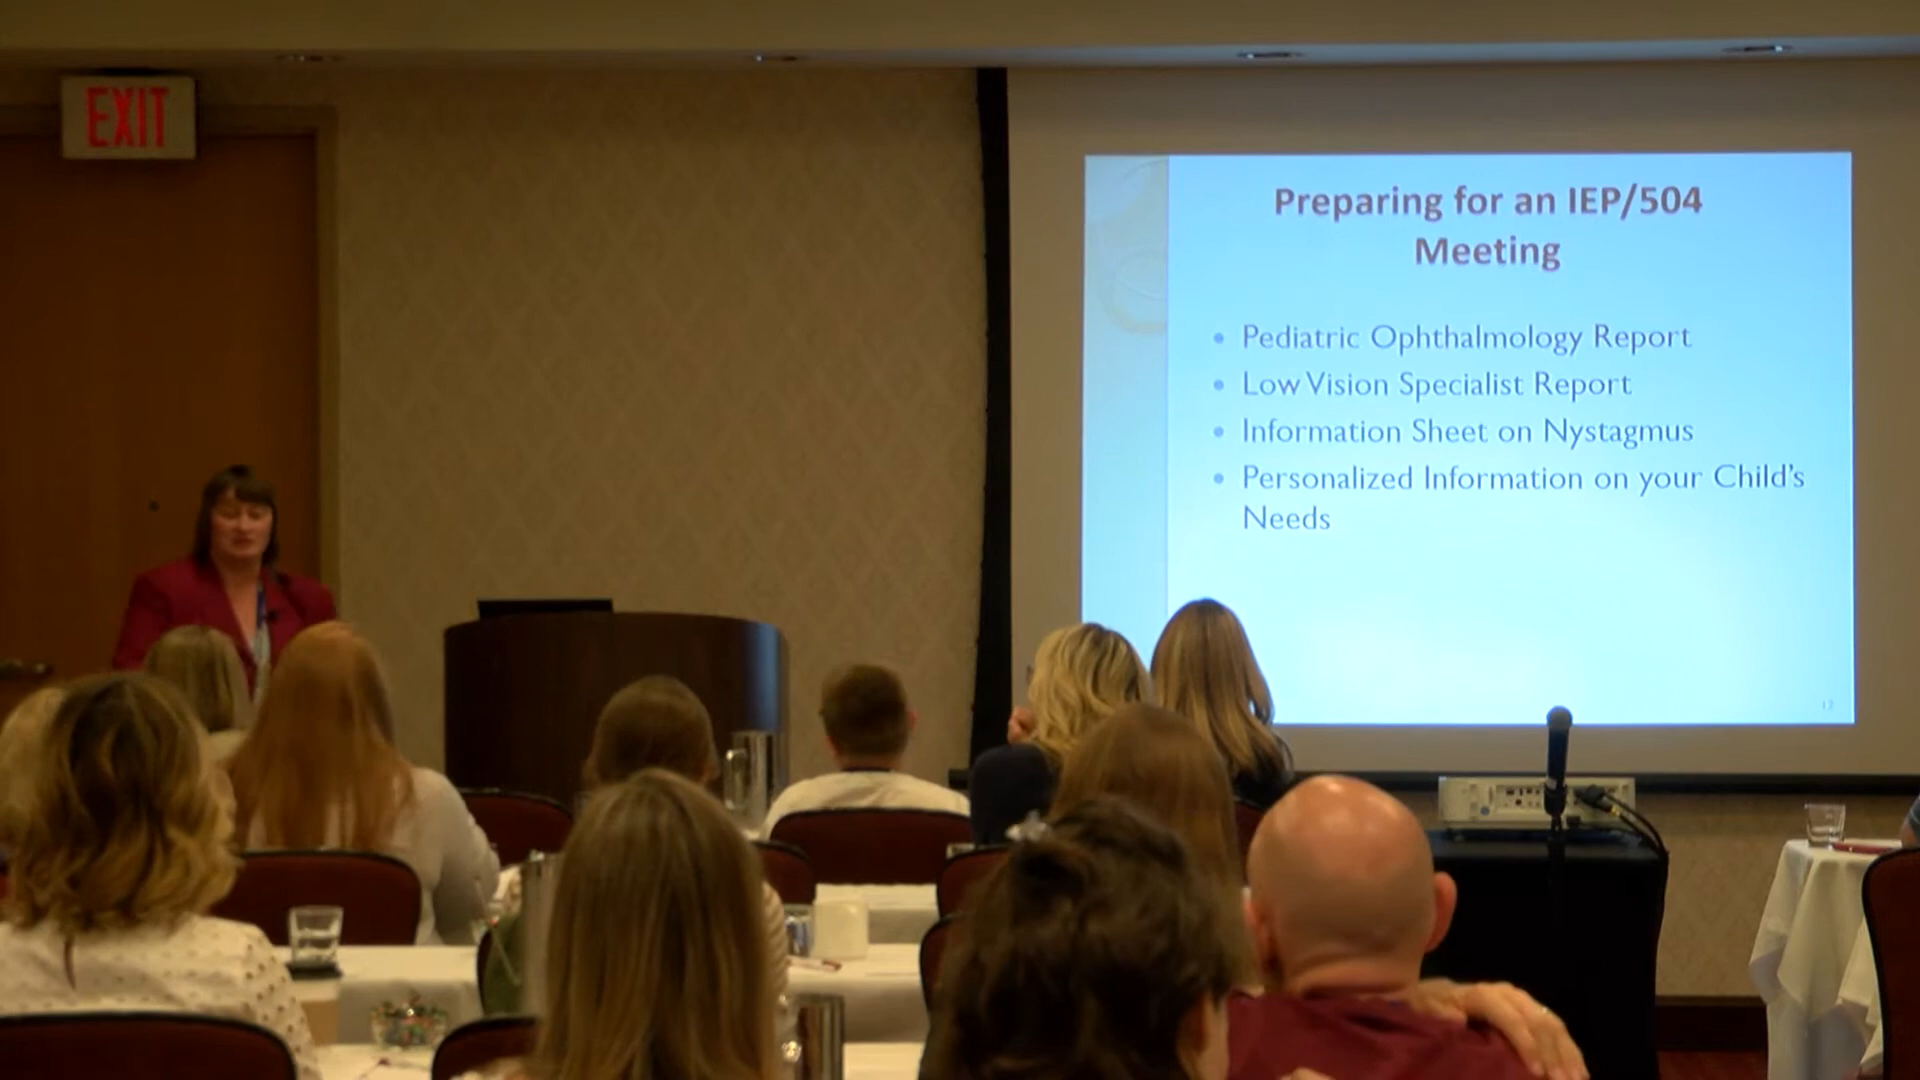 EXIT
Preparing for an IEP/504
Meeting
• Pediatric Ophthalmology Report
• Low Vision Specialist Report
• Information Sheet on Nystagmus
• Personalized Information on your Child's
Needs
12